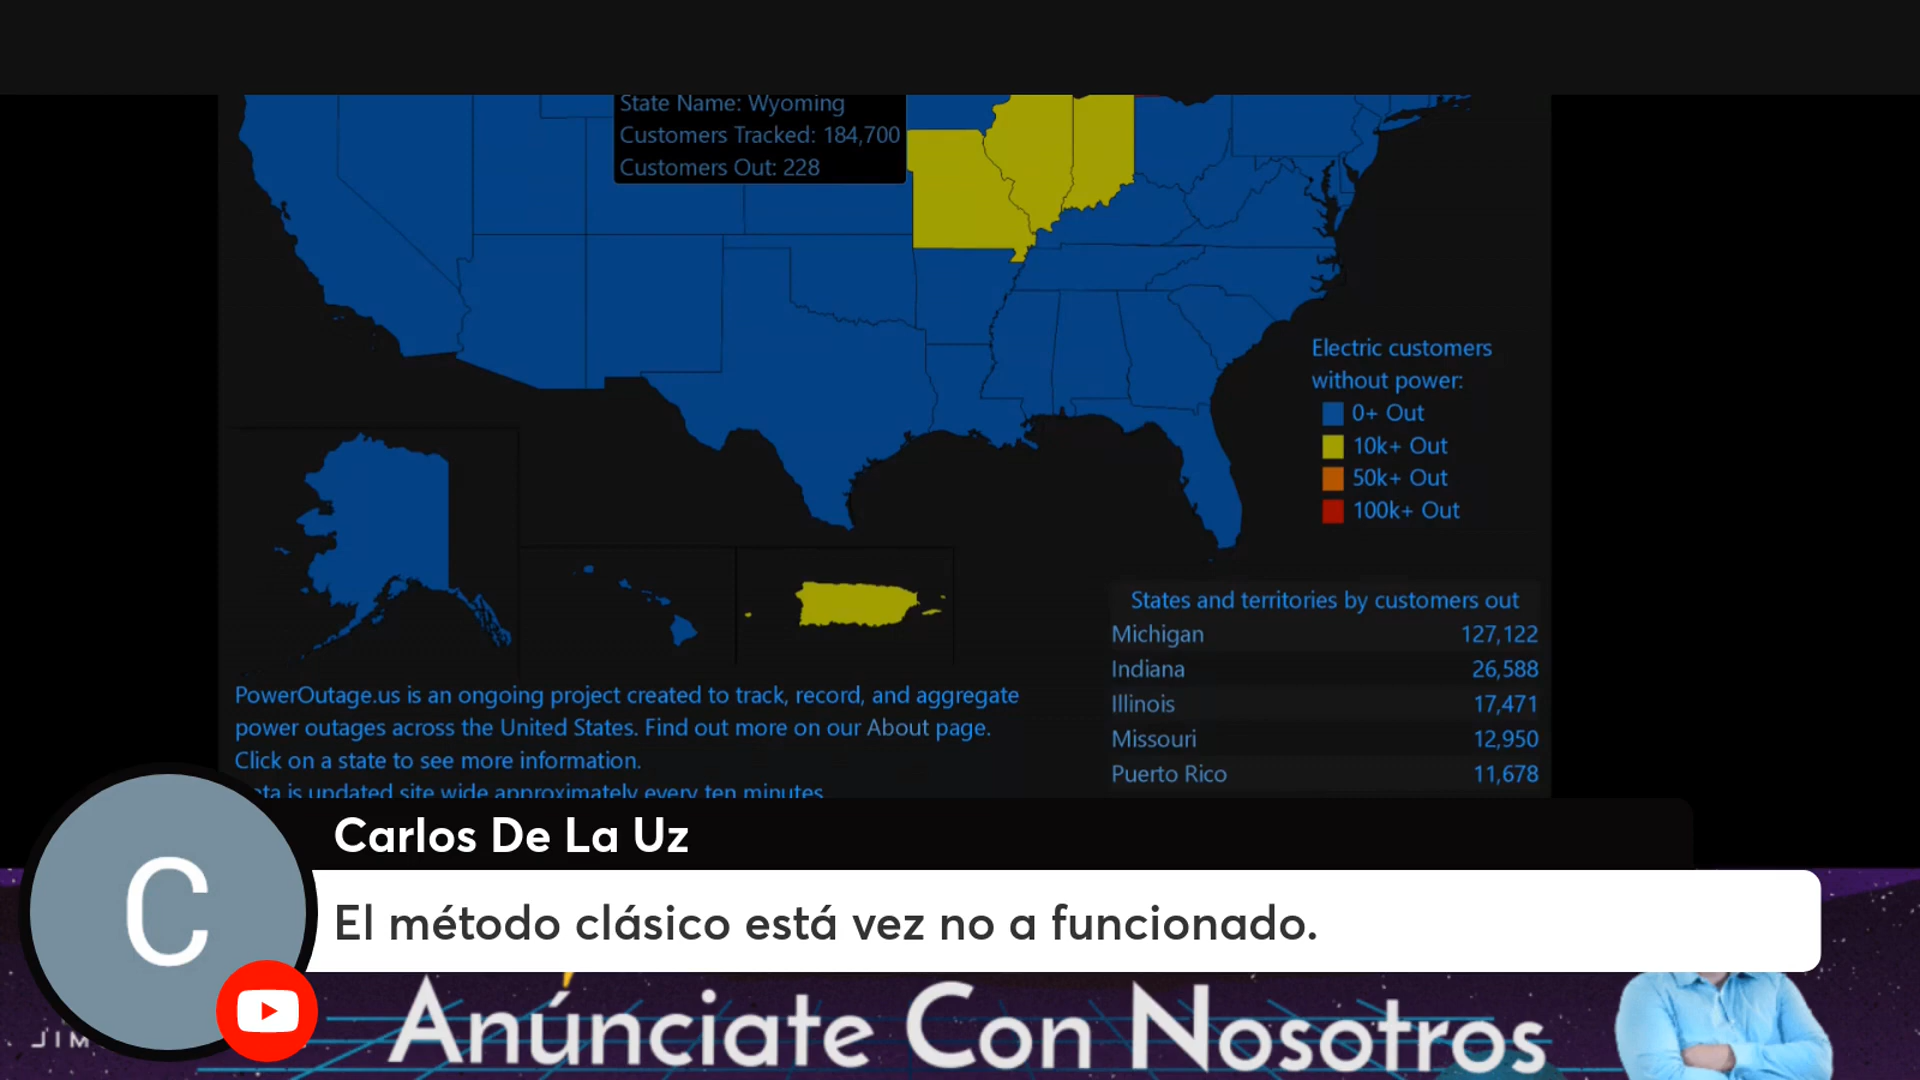 State Name: Wyoming
Customers Tracked: 184,700
Customers Out: 228
Electric customers
without power:
0+ Out
10k+ Out
50k+ Out
100k+ Out
States and territories by customers out
Michigan 127,122
Indiana 26,588
Illinois 17,471
Missouri 12,950
Puerto Rico 11,678
PowerOutage.us is an ongoing project created to track, record, and aggregate
power outages across the United States. Find out more on our About page.
Click on a state to see more information.
is updated site wide approximately every ten minutes
Carlos De La Uz
C
El método clásico está vez no a funcionado.
Anúnciate Con Nosotros